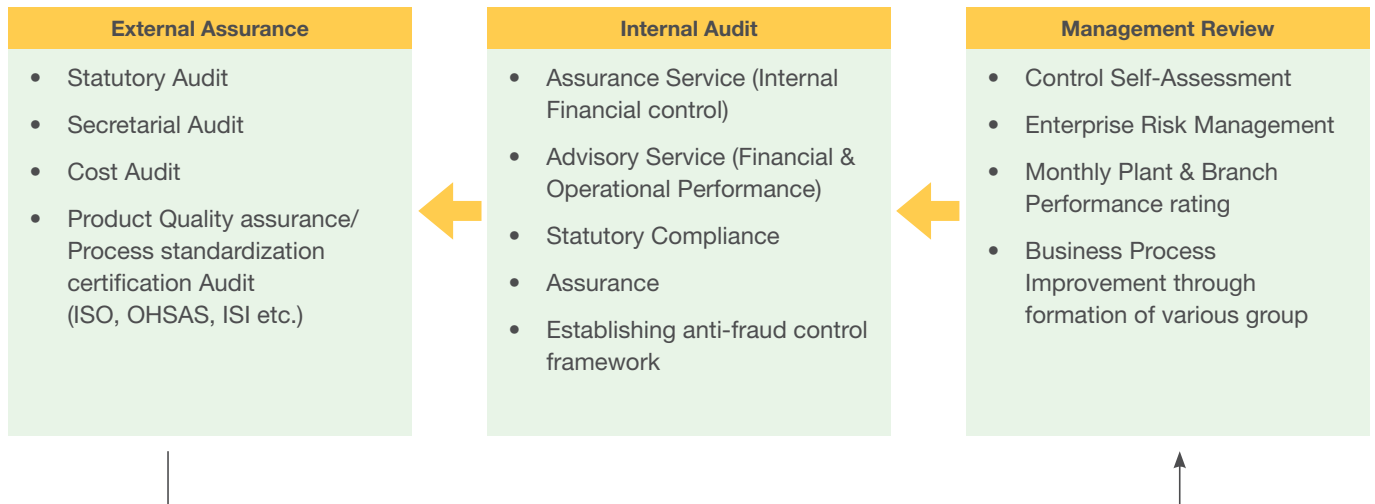 External Assurance
• Statutory Audit
• Secretarial Audit
• Cost Audit
• Product Quality assurance/
Process standardization
certification Audit
(ISO, OHSAS, ISI etc.)
Internal Audit
• Assurance Service (Internal
Financial control)
• Advisory Service (Financial &
Operational Performance)
• Statutory Compliance
• Assurance
• Establishing anti-fraud control
framework
Management Review
• Control Self-Assessment
• Enterprise Risk Management
• Monthly Plant & Branch
Performance rating
• Business Process
Improvement through
formation of various group